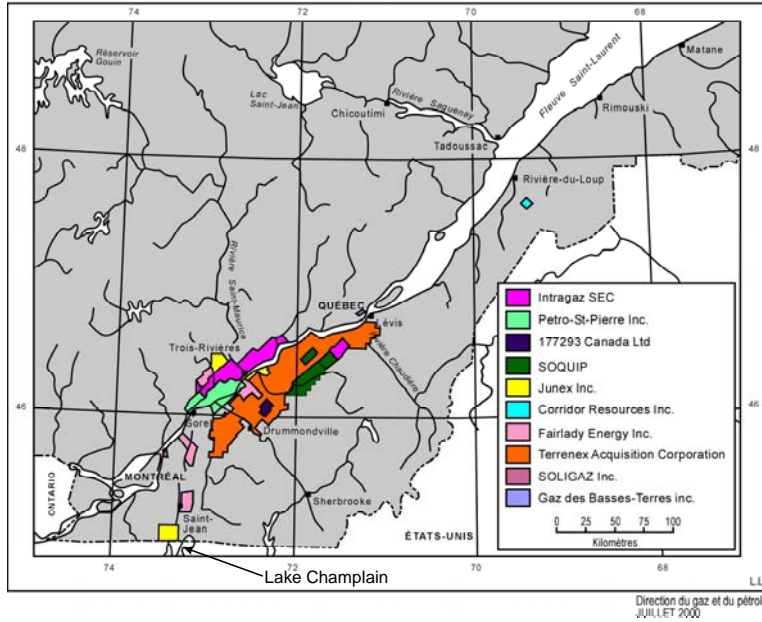 74
72
70
68
Réservoir
Gouin
Lac
Saint-Jean
Chicoutimi
Rivière Saguenay
Tadoussac
Fleuve Saint-Laurent
Matane
Rimouski
48
48
Rivière-du-Loup
Rivière Saint-Maurice
QUÉBEC
Lévis
Rivière Chaudière
Trois-Rivières
46
46
Sorel
Drummondville
MONTRÉAL
ONTARIO
Saint-
Jean
Sherbrooke
ÉTATS-UNIS
Lake Champlain
74
72
70
68
Intragaz SEC
Petro-St-Pierre Inc.
177293 Canada Ltd
SOQUIP
Junex Inc.
Corridor Resources Inc.
Fairlady Energy Inc.
Terrenex Acquisition Corporation
SOLIGAZ Inc.
Gaz des Basses-Terres inc.
0 25 50 75 100
Kilomètres
Direction du gaz et du pétrol
JUILLET 2000